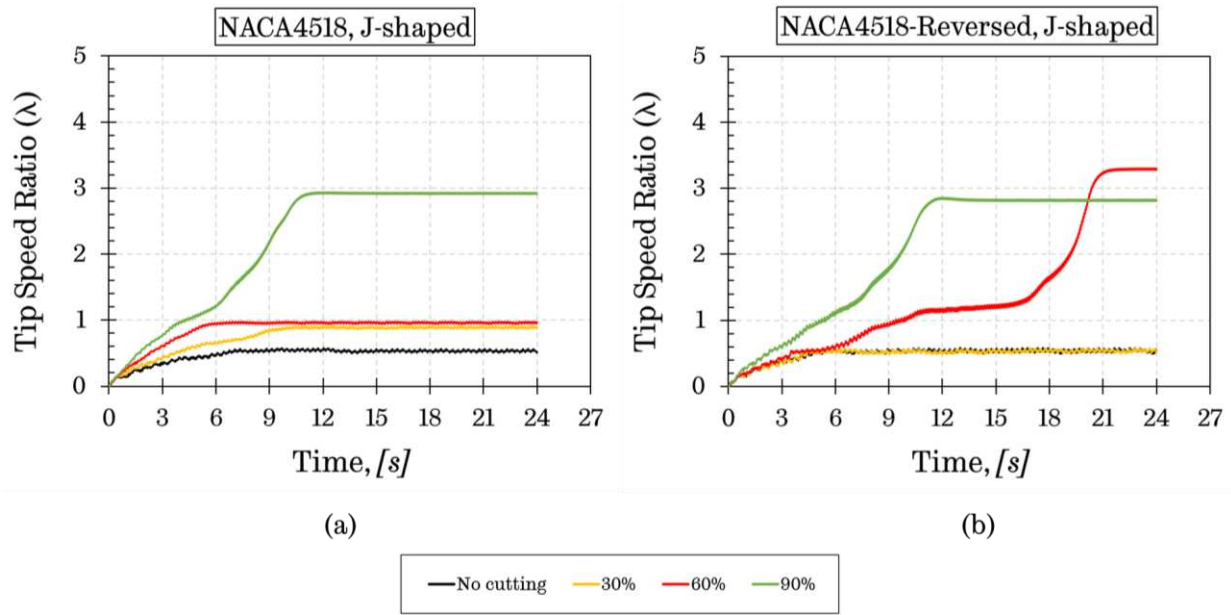 NACA4518, J-shaped
Tip Speed Ratio (λ)
5
4
3
2
1
0
0 3 6 9 12 15 18 21 24 27
Time, [s]
(a)
NACA4518-Reversed, J-shaped
Tip Speed Ratio (λ)
5
4
3
2
1
0
0 3 6 9 12 15 18 21 24 27
Time, [s]
(b)
No cutting 30% 60% 90%